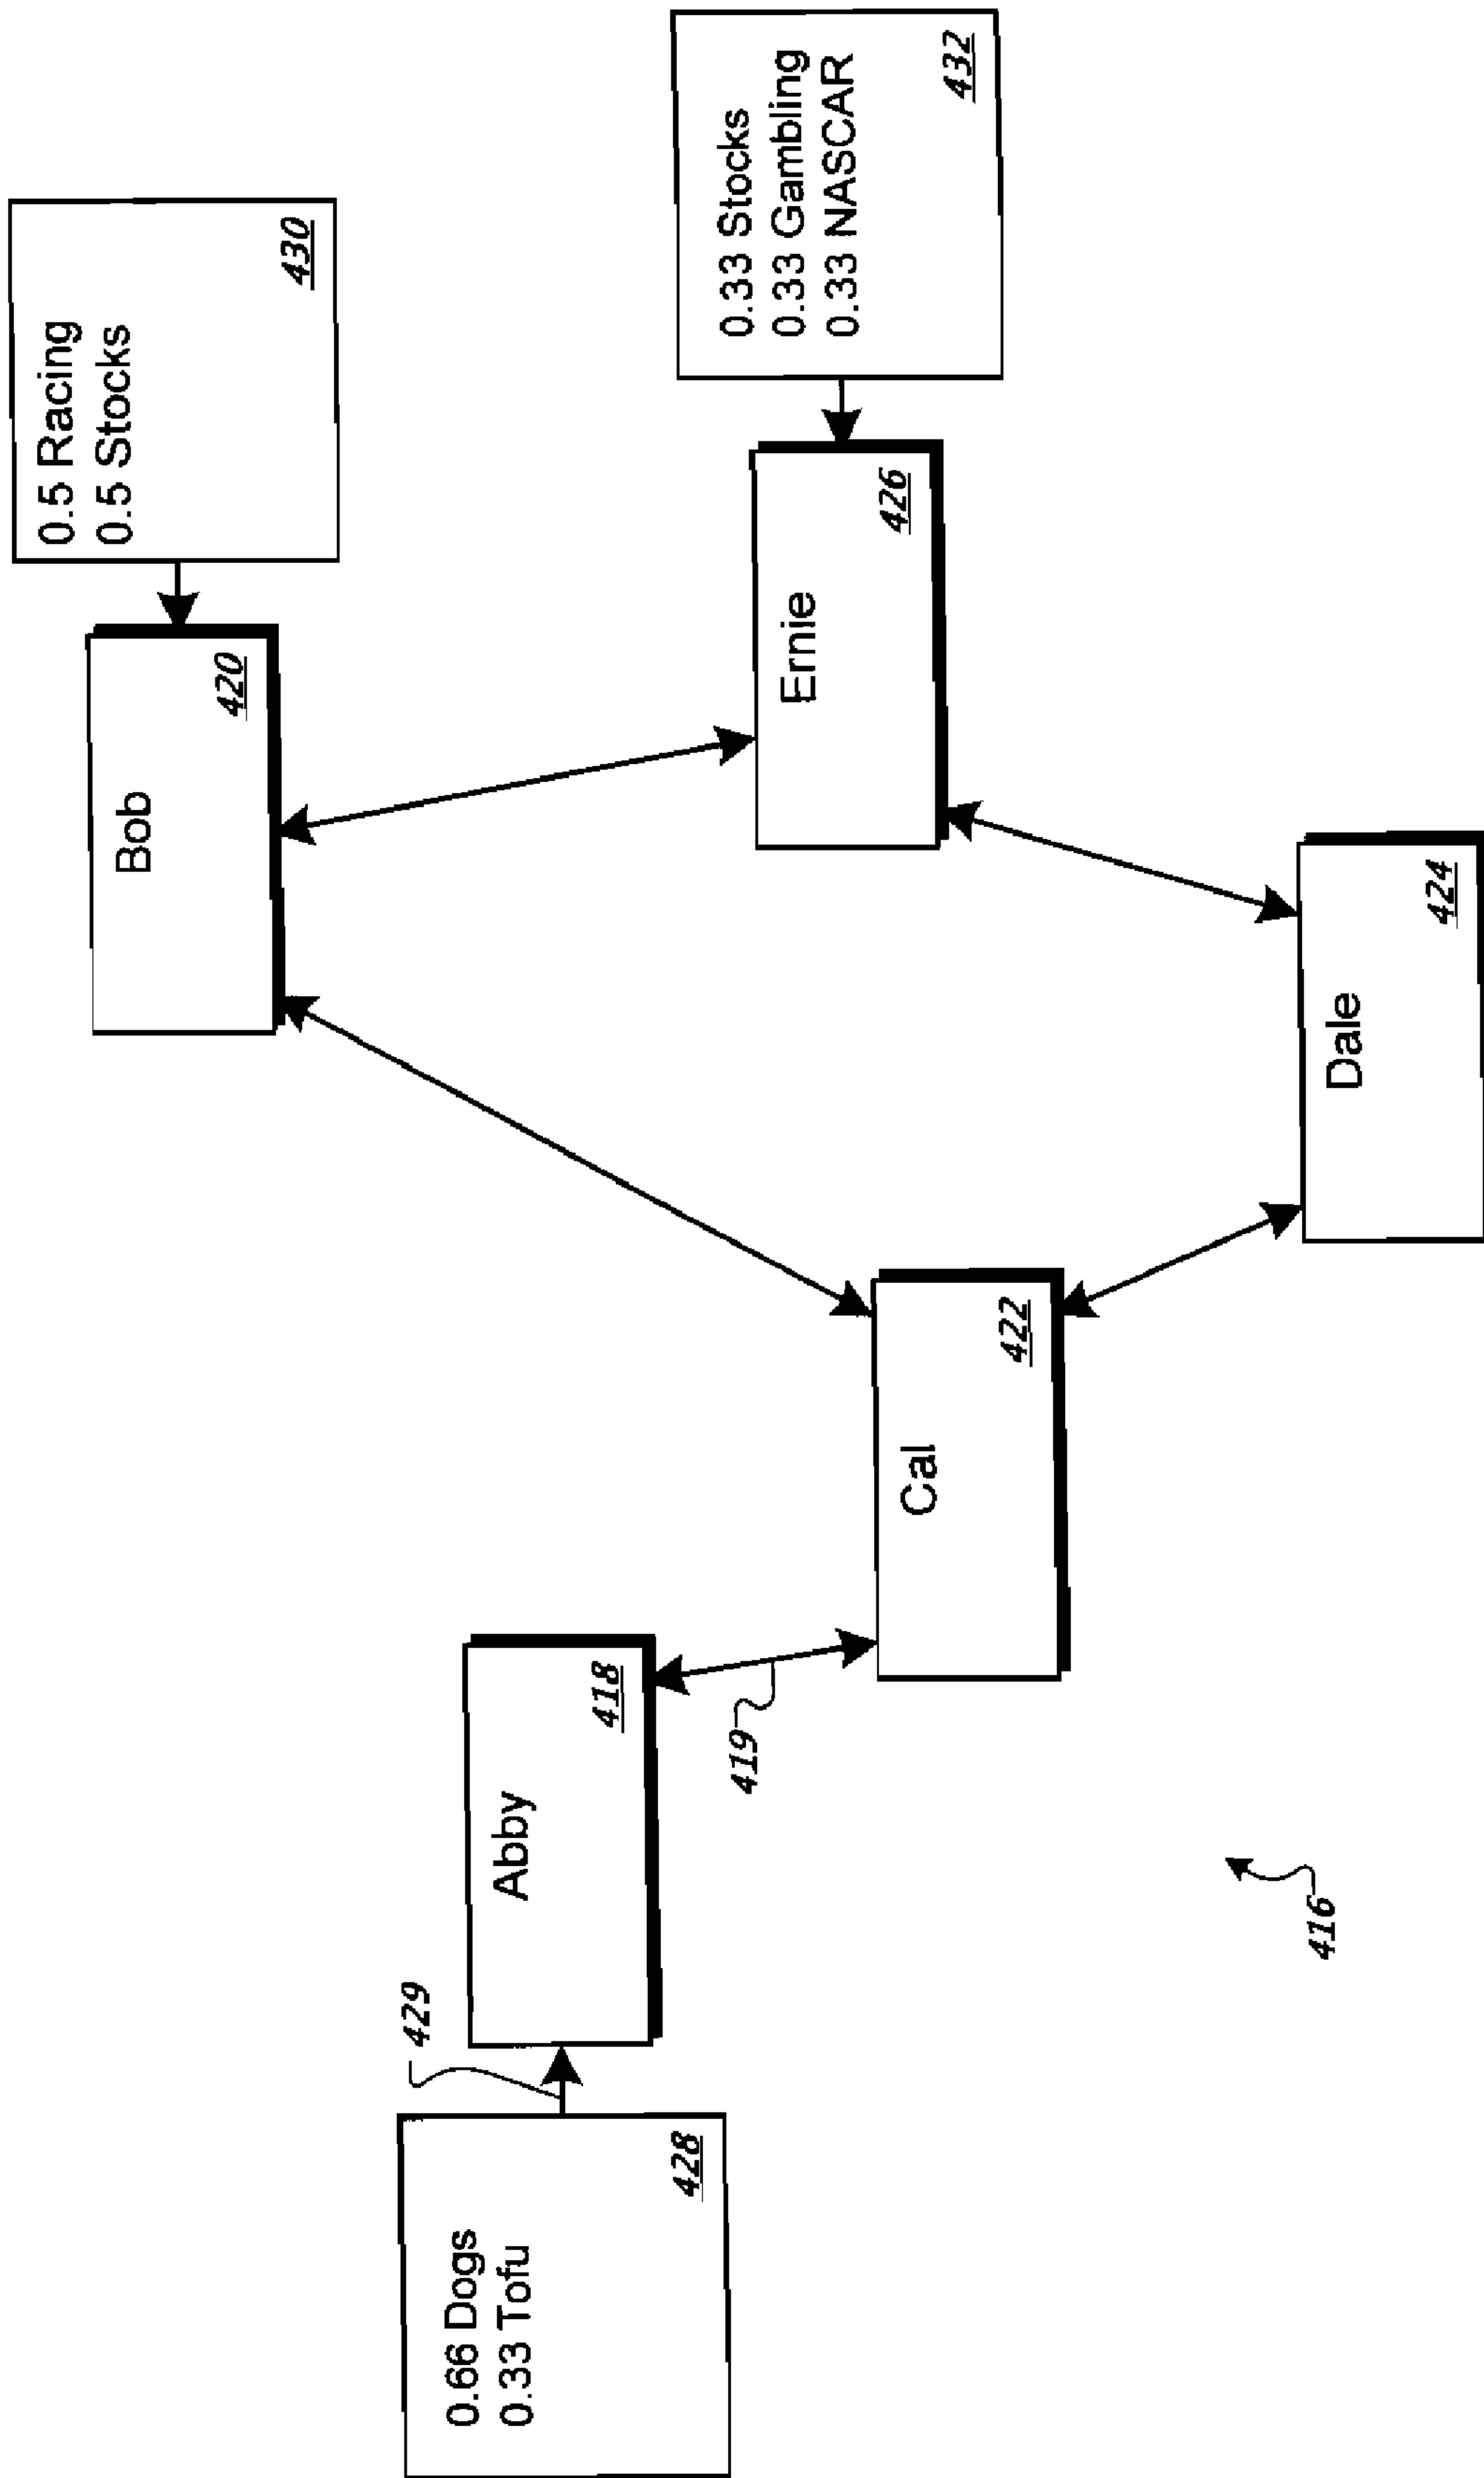 0.5 Racing
0.5 Stocks
430
Bob
420
0.66 Dogs
0.33 Tofu
428
429
Abby
418
419
0.33 Stocks
0.33 Gambling
0.33 NASCAR
432
Ernie
426
Cal
422
Dale
424
416